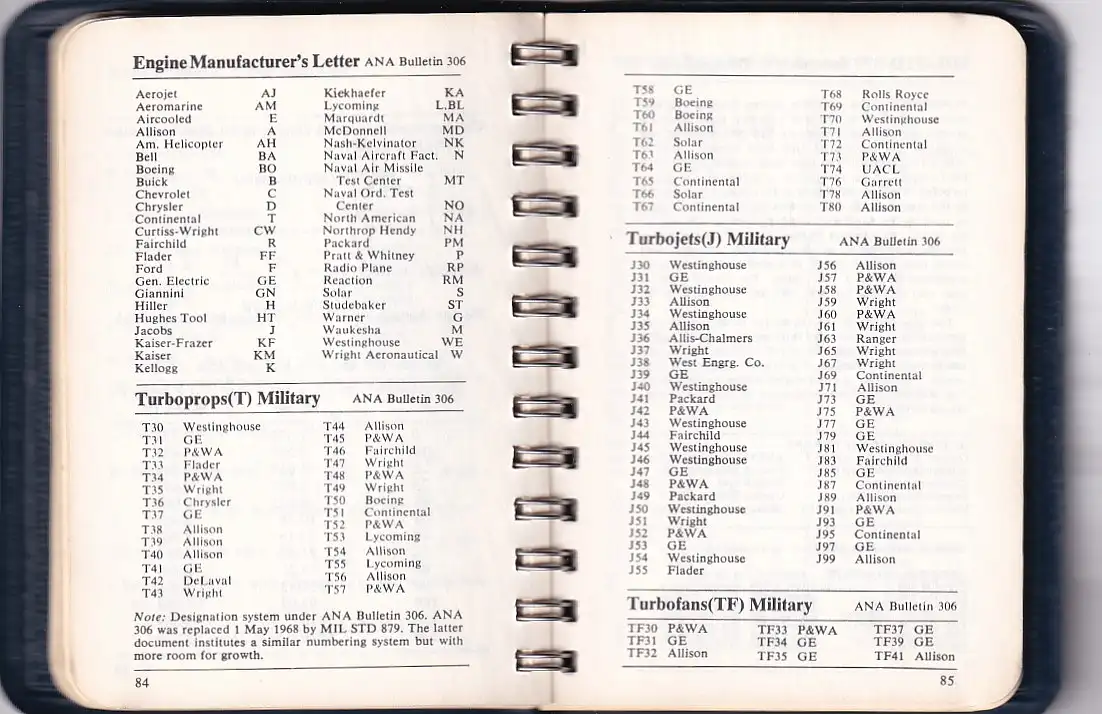 Engine Manufacturer's Letter ANA Bulletin 306
Aerojet AJ
Aeromarine AM
Aircooled E
Allison A
Am. Helicopter AH
Bell BA
Boeing BO
Buick B
Chevrolet C
Chrysler D
Continental T
Curtiss-Wright CW
Fairchild R
Flader FF
Ford F
Gen. Electric GE
Giannini GN
Hiller H
Hughes Tool HT
Jacobs J
Kaiser-Frazer KF
Kaiser KM
Kellogg K
Kiekhaefer KA
Lycoming L.BL
Marquardt MA
McDonnell MD
Nash-Kelvinator NK
Naval Aircraft Fact. N
Naval Air Missile
Test Center MT
Naval Ord. Test
Center NO
North American NA
Northrop Hendy NH
Packard PM
Pratt & Whitney P
Radio Plane RP
Reaction RM
Solar S
Studebaker ST
Warner G
Waukesha M
Westinghouse WE
Wright Aeronautical W
Turboprops(T) Military ANA Bulletin 306
T30 Westinghouse
T31 GE
T32 P&WA
T33 Flader
T34 P&WA
T35 Wright
T36 Chrysler
T37 GE
T38 Allison
T39 Allison
T40 Allison
T41 GE
T42 DeLaval
T43 Wright
T44 Allison
T45 P&WA
T46 Fairchild
T47 Wright
T48 P&WA
T49 Wright
T50 Boeing
T51 Continental
T52 P&WA
T53 Lycoming
T54 Allison
T55 Lycoming
T56 Allison
T57 P&WA
Note: Designation system under ANA Bulletin 306. ANA
306 was replaced 1 May 1968 by MIL STD 879. The latter
document institutes a similar numbering system but with
more room for growth.
84
T58 GE
T59 Boeing
T60 Boeing
T61 Allison
T62 Solar
T63 Allison
T64 GE
T65 Continental
T66 Solar
T67 Continental
T68 Rolls Royce
T69 Continental
T70 Westinghouse
T71 Allison
T72 Continental
T73 P&WA
T74 UACL
T76 Garrett
T78 Allison
T80 Allison
Turbojets(J) Military ANA Bulletin 306
J30 Westinghouse
J31 GE
J32 Westinghouse
J33 Allison
J34 Westinghouse
J35 Allison
J36 Allis-Chalmers
J37 Wright
J38 West Engrg. Co.
J39 GE
J40 Westinghouse
J41 Packard
J42 P&WA
J43 Westinghouse
J44 Fairchild
J45 Westinghouse
J46 Westinghouse
J47 GE
J48 P&WA
J49 Packard
J50 Westinghouse
J51 Wright
J52 P&WA
J53 GE
J54 Westinghouse
J55 Flader
J56 Allison
J57 P&WA
J58 P&WA
J59 Wright
J60 P&WA
J61 Wright
J63 Ranger
J65 Wright
J67 Wright
J69 Continental
J71 Allison
J73 GE
J75 P&WA
J77 GE
J79 GE
J81 Westinghouse
J83 Fairchild
J85 GE
J87 Continental
J89 Allison
J91 P&WA
J93 GE
J95 Continental
J97 GE
J99 Allison
Turbofans(TF) Military ANA Bulletin 306
TF30 P&WA TF33 P&WA TF37 GE
TF31 GE TF34 GE TF39 GE
TF32 Allison TF35 GE TF41 Allison
85